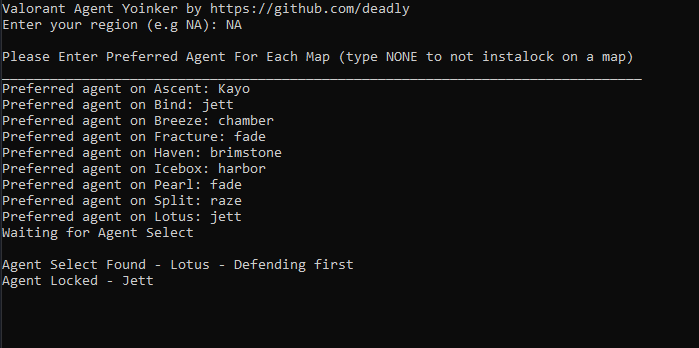 Valorant Agent Yoinker by https://github.com/deadly
Enter your region (e.g NA): NA
Please Enter Preferred Agent For Each Map (type NONE to not instalock on a map)
Preferred agent on Ascent: Kayo
Preferred agent on Bind: jett
Preferred agent on Breeze: chamber
Preferred agent on Fracture: fade
Preferred agent on Haven: brimstone
Preferred agent on Icebox: harbor
Preferred agent on Pearl: fade
Preferred agent on Split: raze
Preferred agent on Lotus: jett
Waiting for Agent Select
Agent Select Found - Lotus - Defending first
Agent Locked - Jett